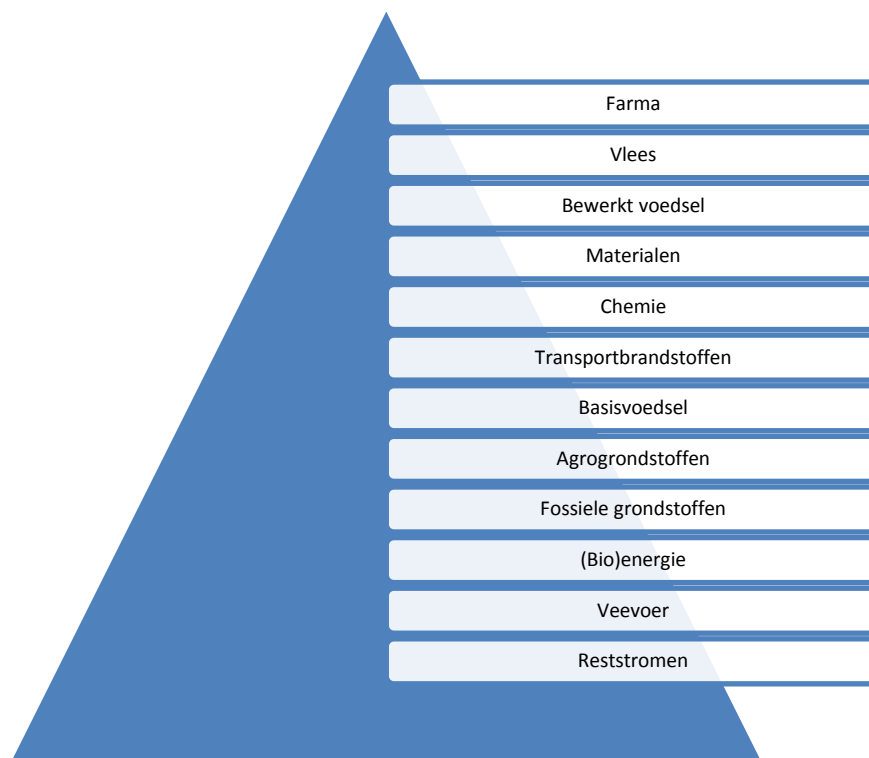 Farma
Vlees
Bewerkt voedsel
Materialen
Chemie
Transportbrandstoffen
Basisvoedsel
Agrogrondstoffen
Fossiele grondstoffen
(Bio)energie
Veevoer
Reststromen